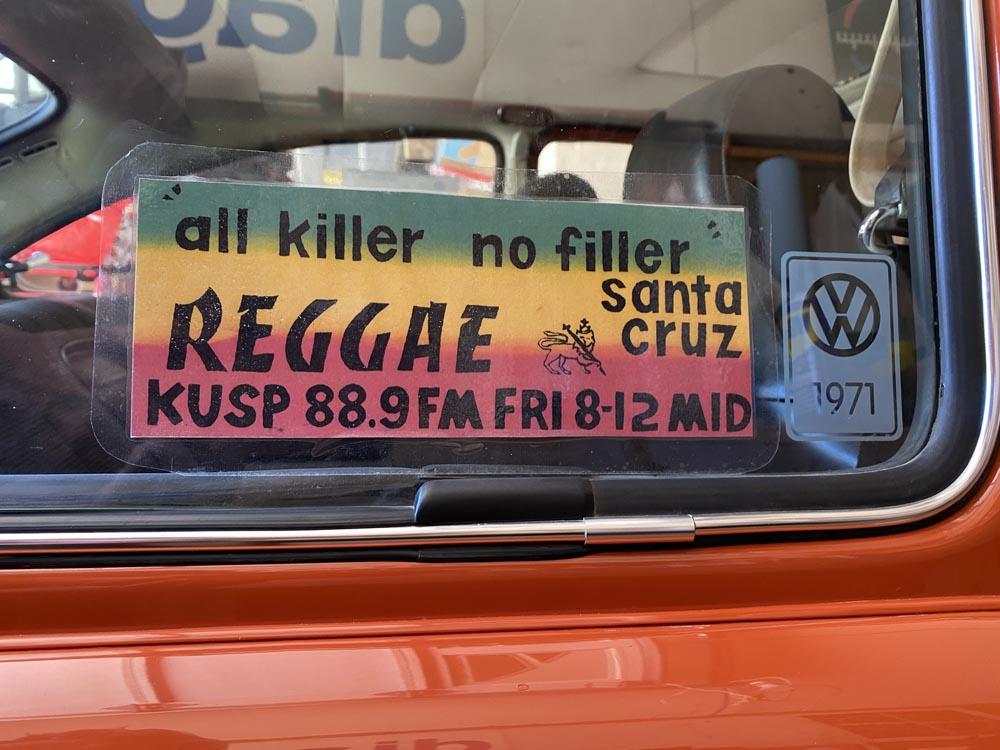 "all killer no filler"
santa
cruz
REGGAE
KUSP 88.9 FM FRI 8-12 MID
VW
1971